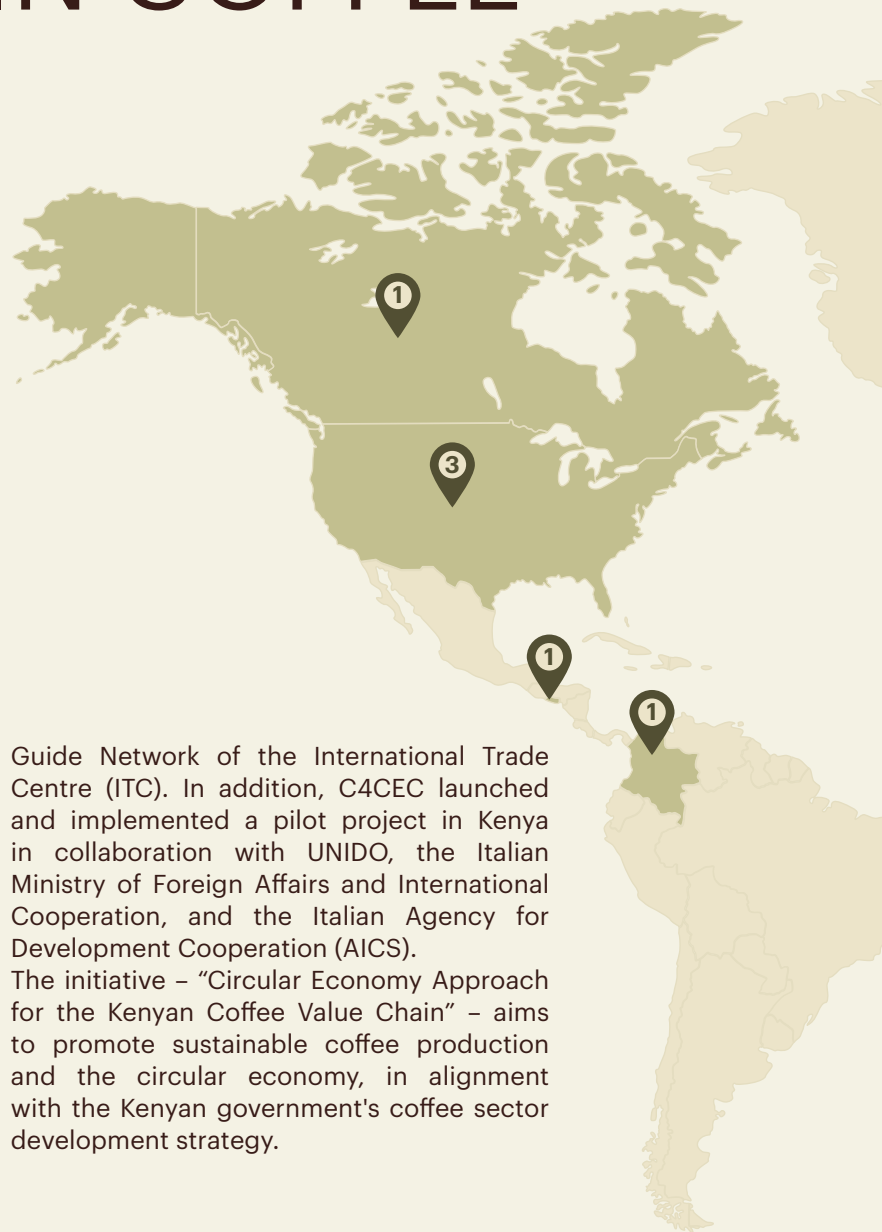 IN COFFEE
1
3
1
1
Guide Network of the International Trade
Centre (ITC). In addition, C4CEC launched
and implemented a pilot project in Kenya
in collaboration with UNIDO, the Italian
Ministry of Foreign Affairs and International
Cooperation, and the Italian Agency for
Development Cooperation (AICS).
The initiative – “Circular Economy Approach
for the Kenyan Coffee Value Chain” – aims
to promote sustainable coffee production
and the circular economy, in alignment
with the Kenyan government's coffee sector
development strategy.